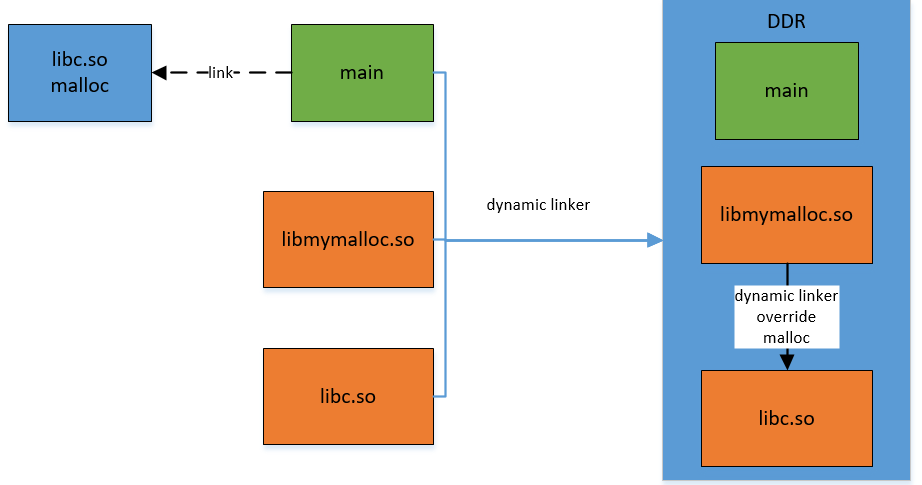 libc.so
malloc
link
main
libmymalloc.so
libc.so
dynamic linker
DDR
main
libmymalloc.so
dynamic linker
override
malloc
libc.so